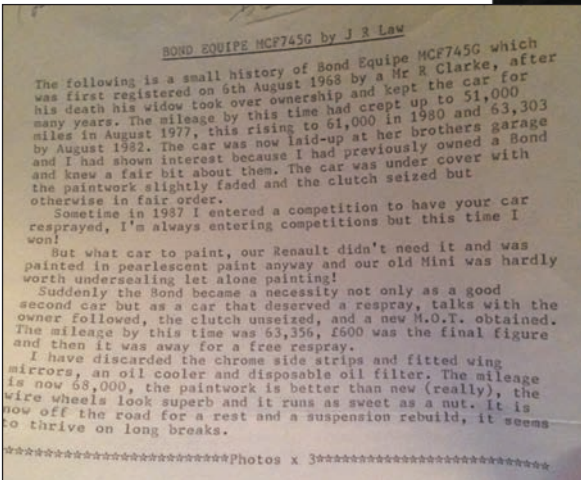 BOND EQUIPE MCF745G by J R Law
The following is a small history of Bond Equipe MCF745G which
was first registered on 6th August 1968 by a Mr R Clarke, after
his death his widow took over ownership and kept the car for
many years. The mileage by this time had crept up to 51,000
miles in August 1977, this rising to 61,000 in 1980 and 63,303
by August 1982. The car was now laid-up at her brothers garage
and I had shown interest because I had previously owned a Bond
and knew a fair bit about them. The car was under cover with
the paintwork slightly faded and the clutch seized but
otherwise in fair order.
Sometime in 1987 I entered a competition to have your car
resprayed, I'm always entering competitions but this time I
won!
But what car to paint, our Renault didn't need it and was
painted in pearlescent paint anyway and our old Mini was hardly
worth undersealing let alone painting!
Suddenly the Bond became a necessity not only as a good
second car but as a car that deserved a respray, talks with the
owner followed, the clutch unseized, and a new M.O.T. obtained.
The mileage by this time was 63,356, £600 was the final figure
and then it was away for a free respray.
I have discarded the chrome side strips and fitted wing
mirrors, an oil cooler and disposable oil filter. The mileage
is now 68,000, the paintwork is better than new (really), the
wire wheels look superb and it runs as sweet as a nut. It is
now off the road for a rest and a suspension rebuild, it seems
to thrive on long breaks.
************************Photos x 3*************************